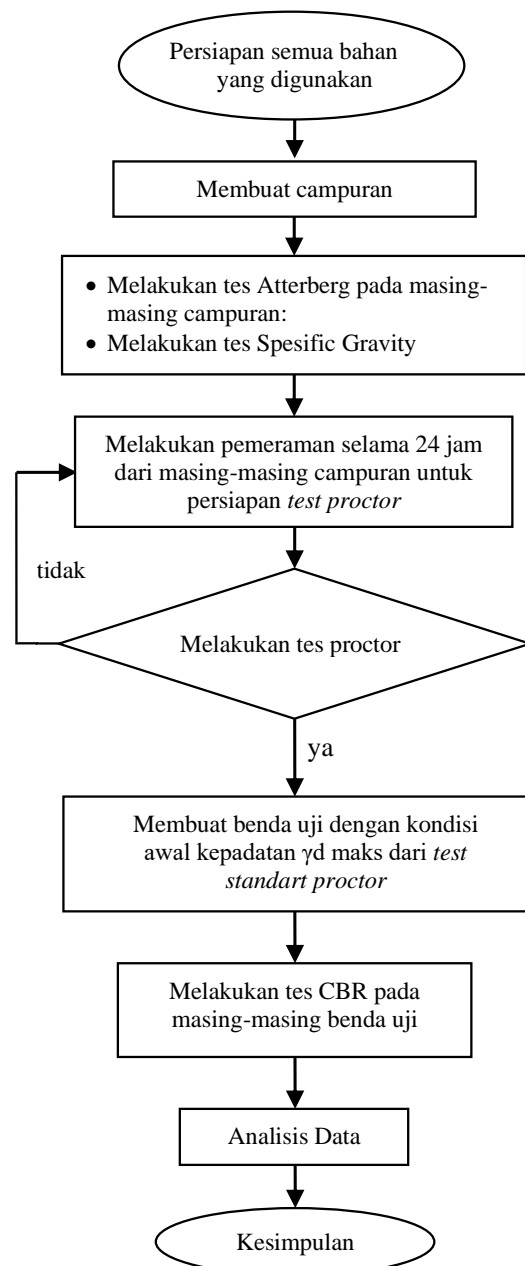 Persiapan semua bahan
yang digunakan
Membuat campuran
• Melakukan tes Atterberg pada masing-
masing campuran:
• Melakukan tes Spesific Gravity
Melakukan pemeraman selama 24 jam
dari masing-masing campuran untuk
persiapan test proctor
tidak
Melakukan tes proctor
ya
Membuat benda uji dengan kondisi
awal kepadatan γd maks dari test
standart proctor
Melakukan tes CBR pada
masing-masing benda uji
Analisis Data
Kesimpulan